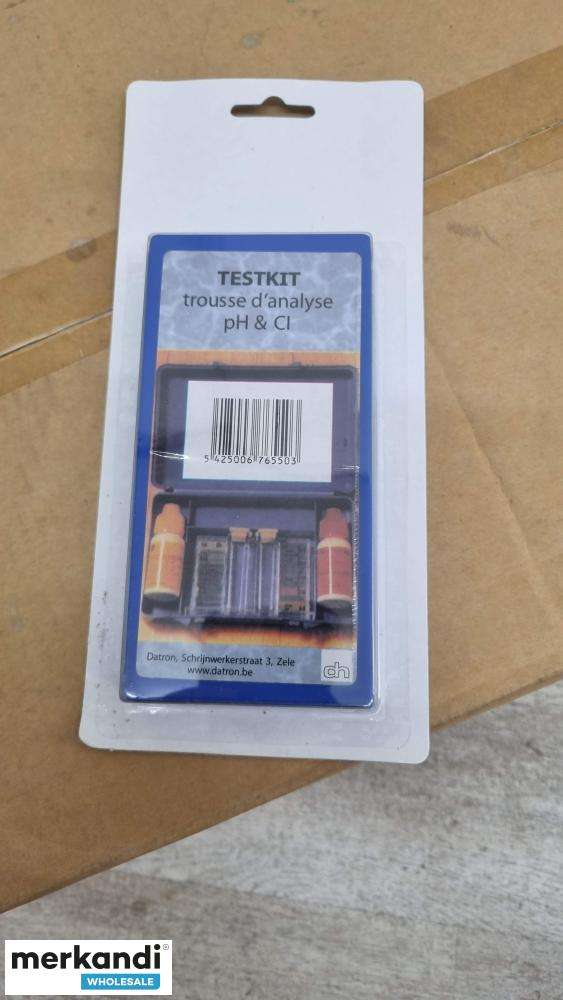 TESTKIT
trousse d'analyse
pH & Cl
5 425006 765503
Datron, Schrijnwerkerstraat 3, Zele
www.datron.be
dh
merkandi®
WHOLESALE